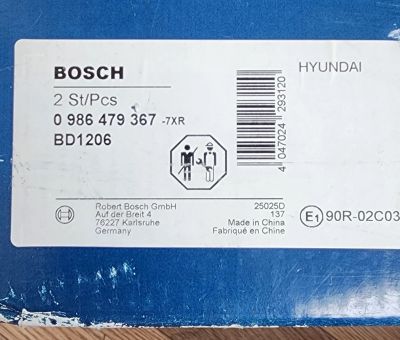 BOSCH
HYUNDAI
2 St/Pcs
0 986 479 367 -7XR
BD1206
4 047024 293120
Robert Bosch GmbH
Auf der Breit 4
76227 Karlsruhe
Germany
25025D
137
Made in China
Fabriqué en Chine
E1 90R-02C03